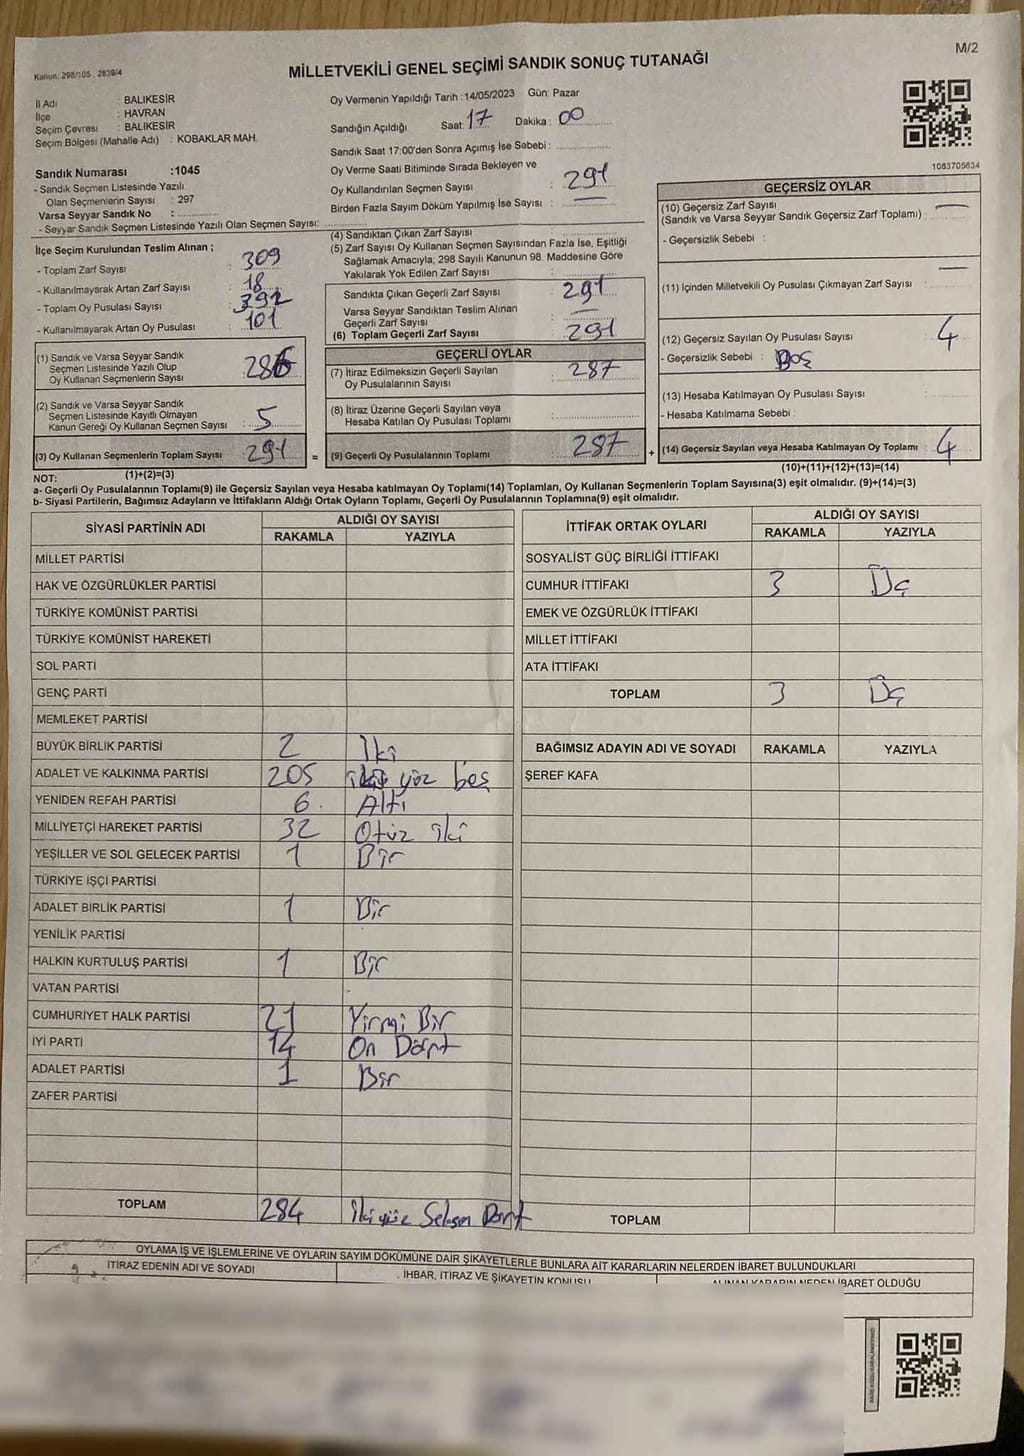 M/2
Kanun. 298/105 , 2839/4
MİLLETVEKİLİ GENEL SEÇİMİ SANDIK SONUÇ TUTANAĞI
İl Adı : BALIKESİR
İlçe : HAVRAN
Seçim Çevresi : BALIKESİR
Seçim Bölgesi (Mahalle Adı) : KOBAKLAR MAH.
Oy Vermenin Yapıldığı Tarih :14/05/2023 Gün: Pazar
Sandığın Açıldığı Saat: 17 Dakika : 00
Sandık Saat 17:00'den Sonra Açımış İse Sebebi :
Oy Verme Saati Bitiminde Sırada Bekleyen ve
Oy Kullandırılan Seçmen Sayısı : 291
Birden Fazla Sayım Döküm Yapılmış İse Sayısı :
1083705634
Sandık Numarası :1045
- Sandık Seçmen Listesinde Yazılı
Olan Seçmenlerin Sayısı : 297
Varsa Seyyar Sandık No :
- Seyyar Sandık Seçmen Listesinde Yazılı Olan Seçmen Sayısı:
İlçe Seçim Kurulundan Teslim Alınan ;
- Toplam Zarf Sayısı : 309
- Kullanılmayarak Artan Zarf Sayısı : 18
- Toplam Oy Pusulası Sayısı : 392
- Kullanılmayarak Artan Oy Pusulası : 101
(4) Sandıktan Çıkan Zarf Sayısı :
(5) Zarf Sayısı Oy Kullanan Seçmen Sayısından Fazla İse, Eşitliği
Sağlamak Amacıyla, 298 Sayılı Kanunun 98. Maddesine Göre
Yakılarak Yok Edilen Zarf Sayısı :
Sandıkta Çıkan Geçerli Zarf Sayısı : 291
Varsa Seyyar Sandıktan Teslim Alınan
Geçerli Zarf Sayısı :
(6) Toplam Geçerli Zarf Sayısı : 291
GEÇERSİZ OYLAR
(10) Geçersiz Zarf Sayısı
(Sandık ve Varsa Seyyar Sandık Geçersiz Zarf Toplamı) : —
- Geçersizlik Sebebi :
(11) İçinden Milletvekili Oy Pusulası Çıkmayan Zarf Sayısı : —
(12) Geçersiz Sayılan Oy Pusulası Sayısı : 4
- Geçersizlik Sebebi : Boş
(13) Hesaba Katılmayan Oy Pusulası Sayısı :
- Hesaba Katılmama Sebebi :
(14) Geçersiz Sayılan veya Hesaba Katılmayan Oy Toplamı : 4
(10)+(11)+(12)+(13)=(14)
(1) Sandık ve Varsa Seyyar Sandık
Seçmen Listesinde Yazılı Olup
Oy Kullanan Seçmenlerin Sayısı : 286
(2) Sandık ve Varsa Seyyar Sandık
Seçmen Listesinde Kayıtlı Olmayan
Kanun Gereği Oy Kullanan Seçmen Sayısı : 5
(3) Oy Kullanan Seçmenlerin Toplam Sayısı : 291 =
(1)+(2)=(3)
GEÇERLİ OYLAR
(7) İtiraz Edilmeksizin Geçerli Sayılan
Oy Pusulalarının Sayısı : 287
(8) İtiraz Üzerine Geçerli Sayılan veya
Hesaba Katılan Oy Pusulası Toplamı :
(9) Geçerli Oy Pusulalarının Toplamı : 287 +
NOT:
a- Geçerli Oy Pusulalarının Toplamı(9) ile Geçersiz Sayılan veya Hesaba katılmayan Oy Toplamı(14) Toplamları, Oy Kullanan Seçmenlerin Toplam Sayısına(3) eşit olmalıdır. (9)+(14)=(3)
b- Siyasi Partilerin, Bağımsız Adayların ve İttifakların Aldığı Ortak Oyların Toplamı, Geçerli Oy Pusulalarının Toplamına(9) eşit olmalıdır.
SİYASİ PARTİNİN ADI ALDIĞI OY SAYISI
RAKAMLA YAZIYLA
MİLLET PARTİSİ
HAK VE ÖZGÜRLÜKLER PARTİSİ
TÜRKİYE KOMÜNİST PARTİSİ
TÜRKİYE KOMÜNİST HAREKETİ
SOL PARTİ
GENÇ PARTİ
MEMLEKET PARTİSİ
BÜYÜK BİRLİK PARTİSİ 2 İki
ADALET VE KALKINMA PARTİSİ 205 iki yüz beş
YENİDEN REFAH PARTİSİ 6 Altı
MİLLİYETÇİ HAREKET PARTİSİ 32 Otuz iki
YEŞİLLER VE SOL GELECEK PARTİSİ 1 Bir
TÜRKİYE İŞÇİ PARTİSİ
ADALET BİRLİK PARTİSİ 1 Bir
YENİLİK PARTİSİ
HALKIN KURTULUŞ PARTİSİ 1 Bir
VATAN PARTİSİ
CUMHURİYET HALK PARTİSİ 21 Yirmi Bir
İYİ PARTİ 14 On Dört
ADALET PARTİSİ 1 Bir
ZAFER PARTİSİ
TOPLAM 284 İkiyüz Seksen Dört
İTTİFAK ORTAK OYLARI ALDIĞI OY SAYISI
RAKAMLA YAZIYLA
SOSYALİST GÜÇ BİRLİĞİ İTTİFAKI
CUMHUR İTTİFAKI 3 Üç
EMEK VE ÖZGÜRLÜK İTTİFAKI
MİLLET İTTİFAKI
ATA İTTİFAKI
TOPLAM 3 Üç
BAĞIMSIZ ADAYIN ADI VE SOYADI RAKAMLA YAZIYLA
ŞEREF KAFA
TOPLAM
OYLAMA İŞ VE İŞLEMLERİNE VE OYLARIN SAYIM DÖKÜMÜNE DAİR ŞİKAYETLERLE BUNLARA AİT KARARLARIN NELERDEN İBARET BULUNDUKLARI
İTİRAZ EDENİN ADI VE SOYADI
İHBAR, İTİRAZ VE ŞİKAYETİN KONUSU
ALINAN KARARIN NEDEN İBARET OLDUĞU